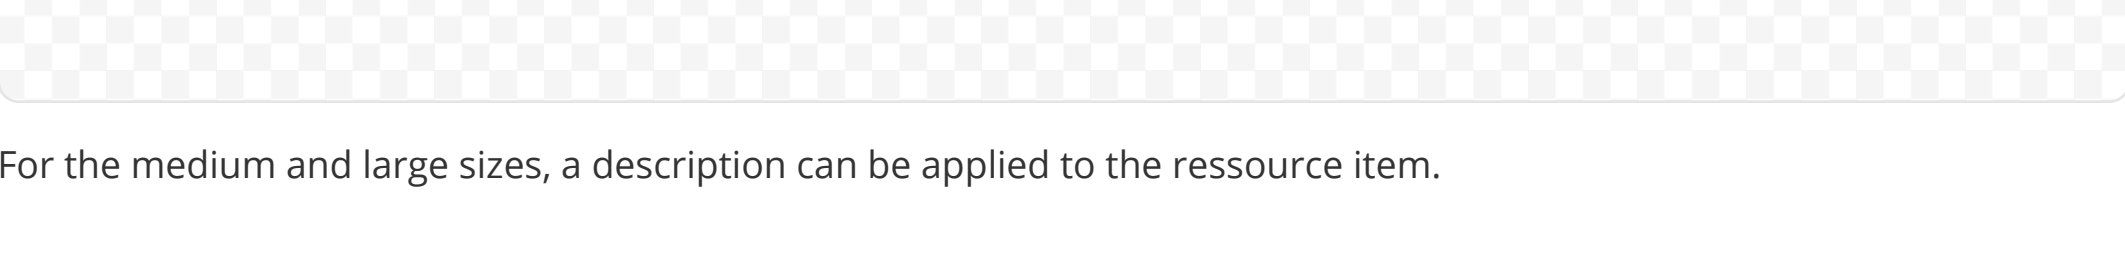 For the medium and large sizes, a description can be applied to the ressource item.